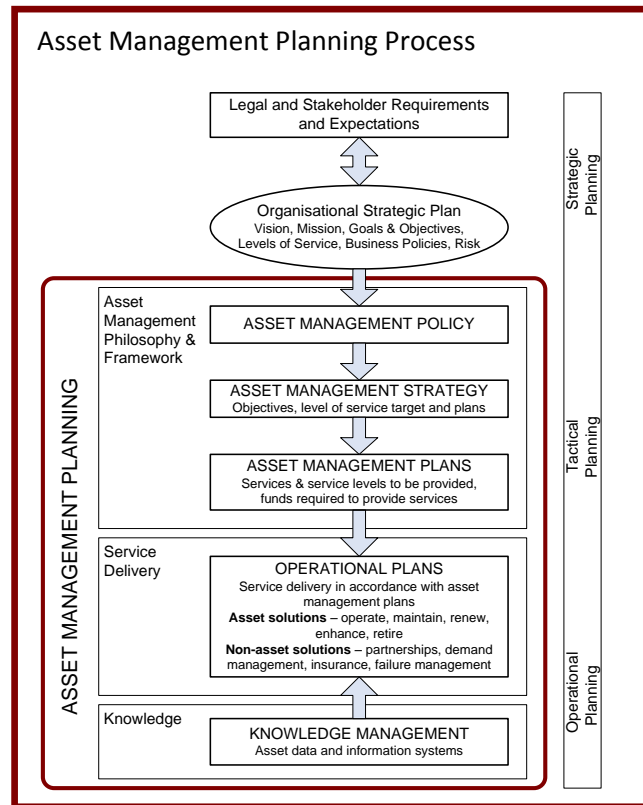 Asset Management Planning Process
Legal and Stakeholder Requirements
and Expectations
Organisational Strategic Plan
Vision, Mission, Goals & Objectives,
Levels of Service, Business Policies, Risk
Asset
Management
Philosophy &
Framework
ASSET MANAGEMENT POLICY
ASSET MANAGEMENT STRATEGY
Objectives, level of service target and plans
ASSET MANAGEMENT PLANS
Services & service levels to be provided,
funds required to provide services
Service
Delivery
OPERATIONAL PLANS
Service delivery in accordance with asset
management plans
Asset solutions – operate, maintain, renew,
enhance, retire
Non-asset solutions – partnerships, demand
management, insurance, failure management
Knowledge
KNOWLEDGE MANAGEMENT
Asset data and information systems
ASSET MANAGEMENT PLANNING
Strategic
Planning
Tactical
Planning
Operational
Planning